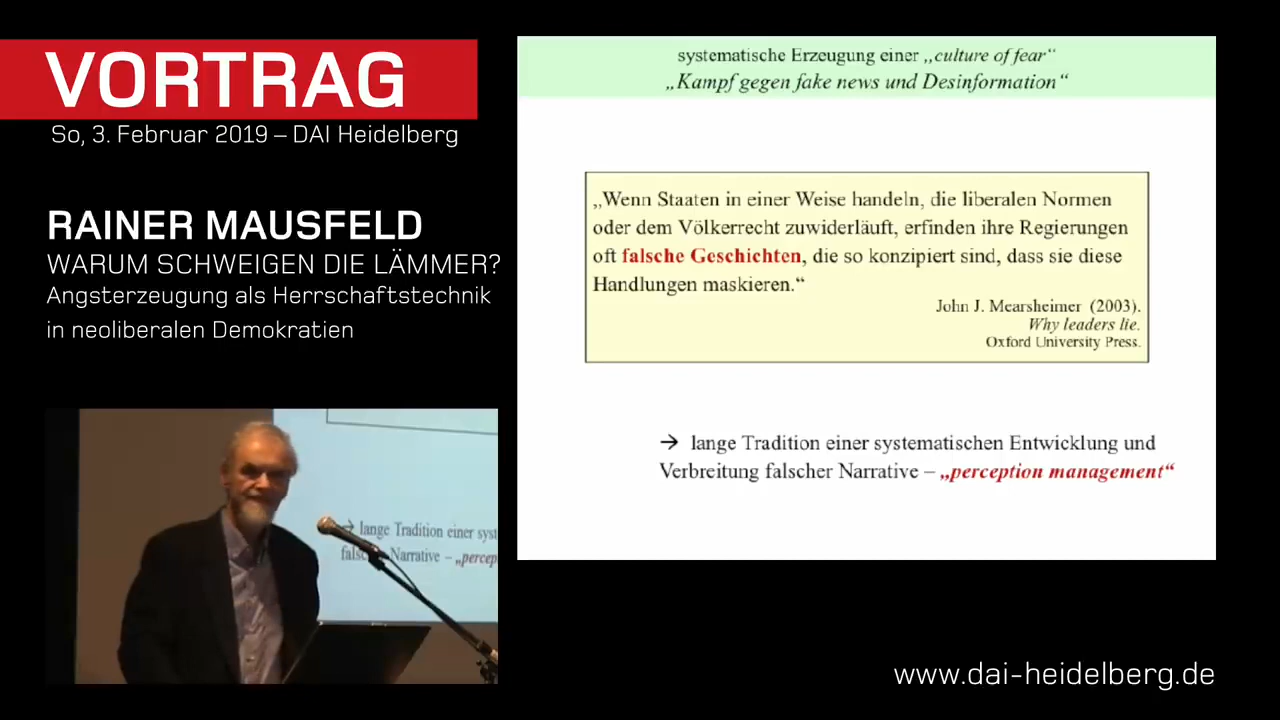 VORTRAG
So, 3. Februar 2019 – DAI Heidelberg
RAINER MAUSFELD
WARUM SCHWEIGEN DIE LÄMMER?
Angsterzeugung als Herrschaftstechnik
in neoliberalen Demokratien
systematische Erzeugung einer „culture of fear“
„Kampf gegen fake news und Desinformation“
„Wenn Staaten in einer Weise handeln, die liberalen Normen
oder dem Völkerrecht zuwiderläuft, erfinden ihre Regierungen
oft falsche Geschichten, die so konzipiert sind, dass sie diese
Handlungen maskieren.“
John J. Mearsheimer (2003).
Why leaders lie.
Oxford University Press.
→ lange Tradition einer systematischen Entwicklung und
Verbreitung falscher Narrative – „perception management“
→ lange Tradition einer syst
falsc Narrative – „percep
www.dai-heidelberg.de